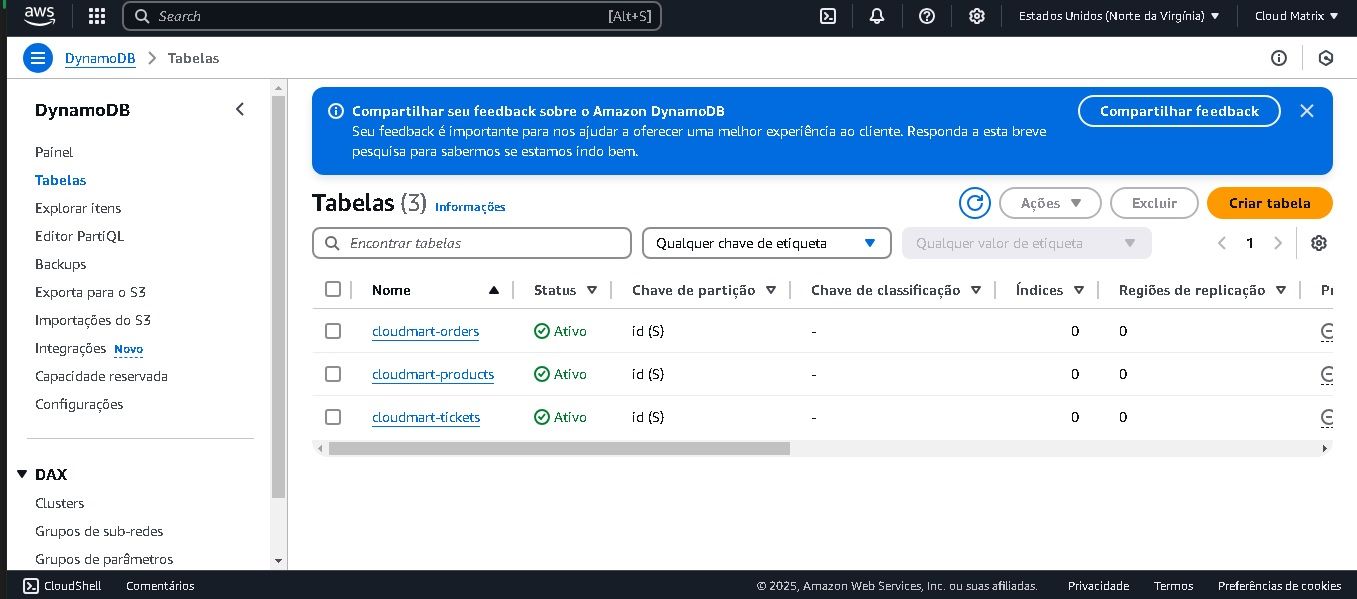 aws
Search [Alt+S] Estados Unidos (Norte da Virgínia) Cloud Matrix
DynamoDB Tabelas
DynamoDB
Painel
Tabelas
Explorar itens
Editor PartiQL
Backups
Exporta para o S3
Importações do S3
Integrações Novo
Capacidade reservada
Configurações
DAX
Clusters
Grupos de sub-redes
Grupos de parâmetros
Compartilhar seu feedback sobre o Amazon DynamoDB
Seu feedback é importante para nos ajudar a oferecer uma melhor experiência ao cliente. Responda a esta breve
pesquisa para sabermos se estamos indo bem.
Compartilhar feedback
Tabelas (3) Informações Ações Excluir Criar tabela
Encontrar tabelas Qualquer chave de etiqueta Qualquer valor de etiqueta 1
Nome Status Chave de partição Chave de classificação Índices Regiões de replicação
cloudmart-orders Ativo id (S) - 0 0
cloudmart-products Ativo id (S) - 0 0
cloudmart-tickets Ativo id (S) - 0 0
CloudShell Comentários © 2025, Amazon Web Services, Inc. ou suas afiliadas. Privacidade Termos Preferências de cookies